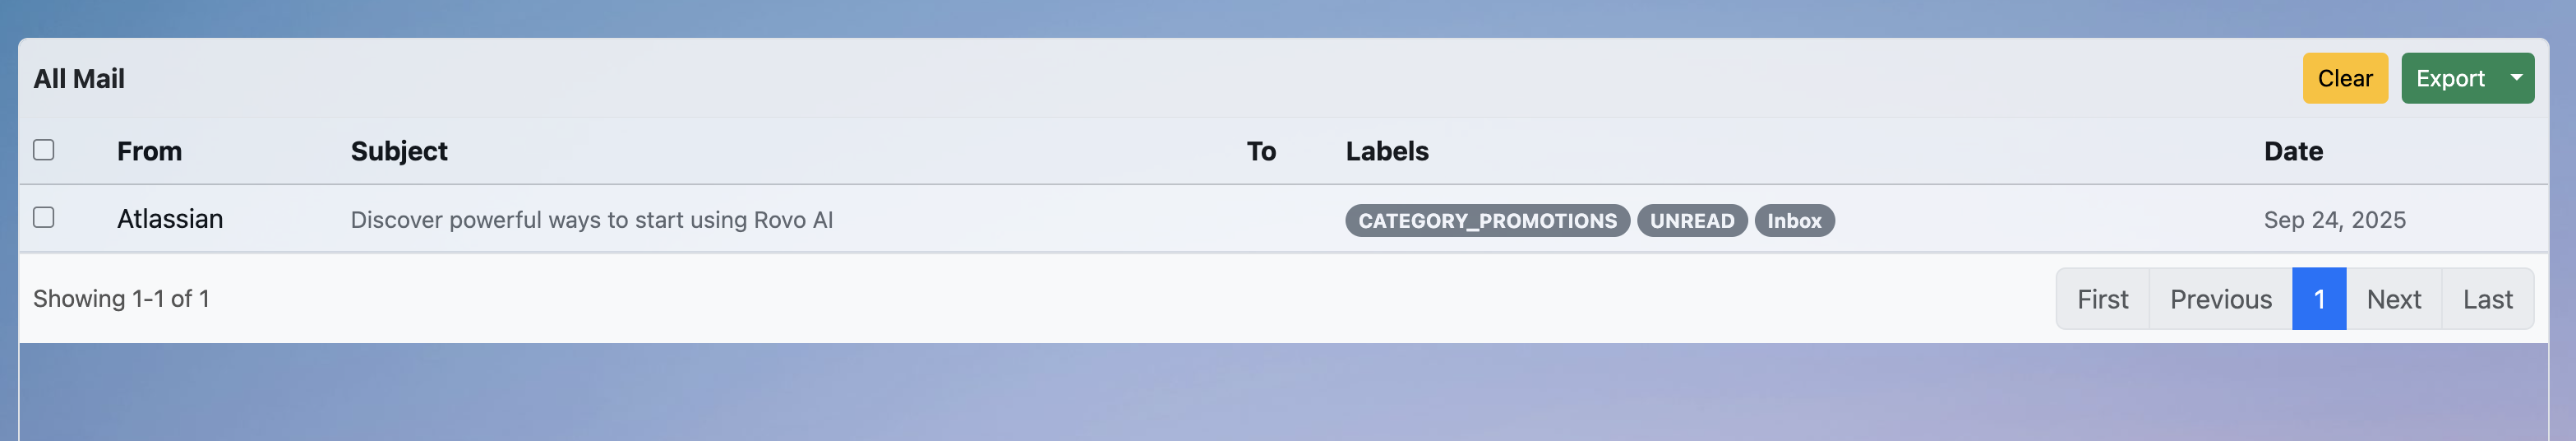 All Mail Clear Export
From Subject To Labels Date
Atlassian Discover powerful ways to start using Rovo AI CATEGORY_PROMOTIONS UNREAD Inbox Sep 24, 2025
Showing 1-1 of 1 First Previous 1 Next Last